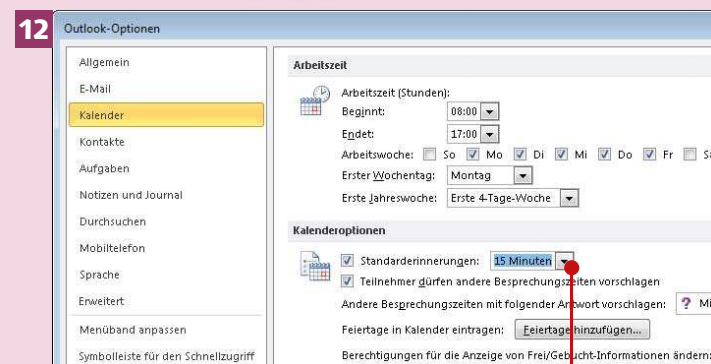 12
Outlook-Optionen
Allgemein
E-Mail
Kalender
Kontakte
Aufgaben
Notizen und Journal
Durchsuchen
Mobiltelefon
Sprache
Erweitert
Menüband anpassen
Symbolleiste für den Schnellzugriff
Arbeitszeit
Arbeitszeit (Stunden):
Beginnt: 08:00
Endet: 17:00
Arbeitswoche: So Mo Di Mi Do Fr Sa
Erster Wochentag: Montag
Erste Jahreswoche: Erste 4-Tage-Woche
Kalenderoptionen
Standarderinnerungen: 15 Minuten
Teilnehmer dürfen andere Besprechungszeiten vorschlagen
Andere Besprechungszeiten mit folgender Antwort vorschlagen: ? Mi
Feiertage in Kalender eintragen: Feiertage hinzufügen...
Berechtigungen für die Anzeige von Frei/Gebucht-Informationen ändern: